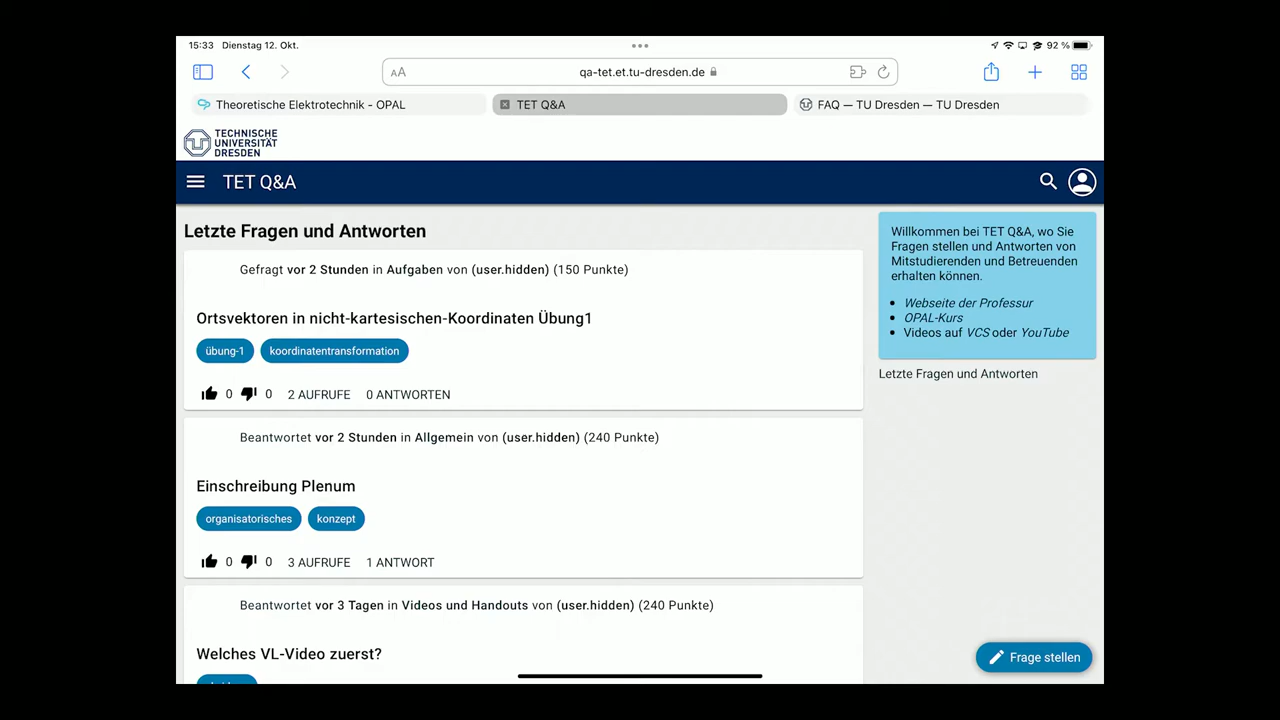 15:33 Dienstag 12. Okt.
92 %
AA
qa-tet.et.tu-dresden.de
Theoretische Elektrotechnik - OPAL
TET Q&A
FAQ — TU Dresden — TU Dresden
TECHNISCHE
UNIVERSITÄT
DRESDEN
TET Q&A
Letzte Fragen und Antworten
Gefragt vor 2 Stunden in Aufgaben von (user.hidden) (150 Punkte)
Ortsvektoren in nicht-kartesischen-Koordinaten Übung1
übung-1 koordinatentransformation
0 0 2 AUFRUFE 0 ANTWORTEN
Beantwortet vor 2 Stunden in Allgemein von (user.hidden) (240 Punkte)
Einschreibung Plenum
organisatorisches konzept
0 0 3 AUFRUFE 1 ANTWORT
Beantwortet vor 3 Tagen in Videos und Handouts von (user.hidden) (240 Punkte)
Welches VL-Video zuerst?
Willkommen bei TET Q&A, wo Sie
Fragen stellen und Antworten von
Mitstudierenden und Betreuenden
erhalten können.
Webseite der Professur
OPAL-Kurs
Videos auf VCS oder YouTube
Letzte Fragen und Antworten
Frage stellen